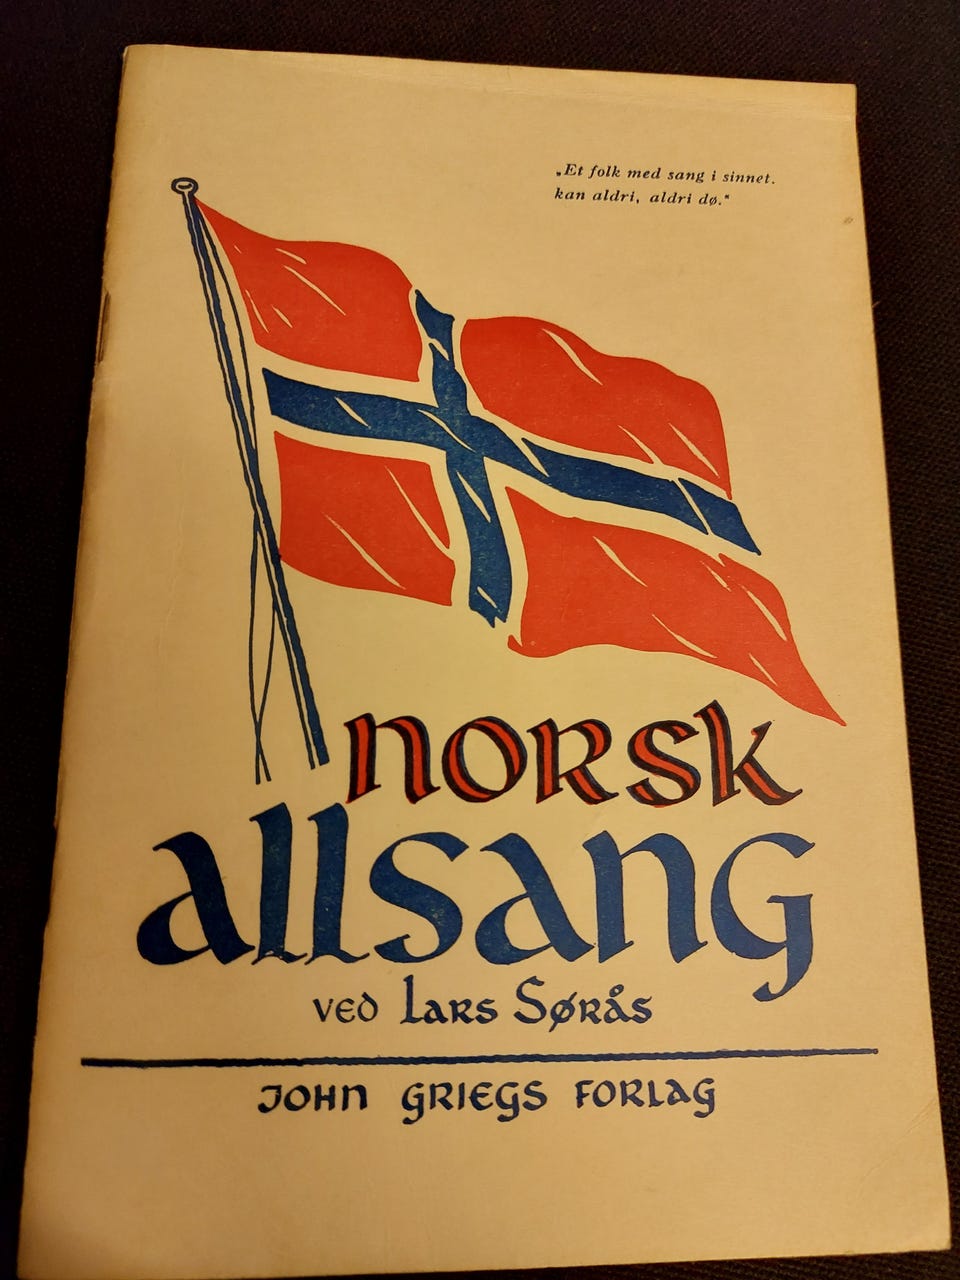 „Et folk med sang i sinnet.
kan aldri, aldri dø.“
NORSK
allsang
ved Lars Sørås
JOHN GRIEGS FORLAG